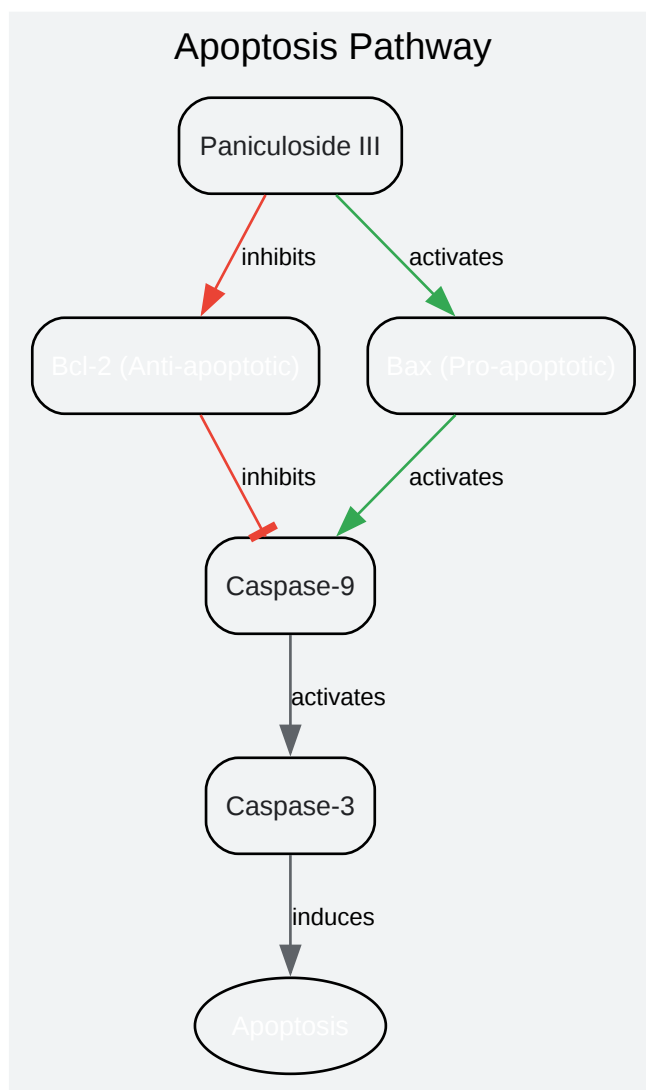 Apoptosis Pathway
Paniculoside III
inhibits
activates
Bcl-2 (Anti-apoptotic)
Bax (Pro-apoptotic)
inhibits
activates
Caspase-9
activates
Caspase-3
induces
Apoptosis